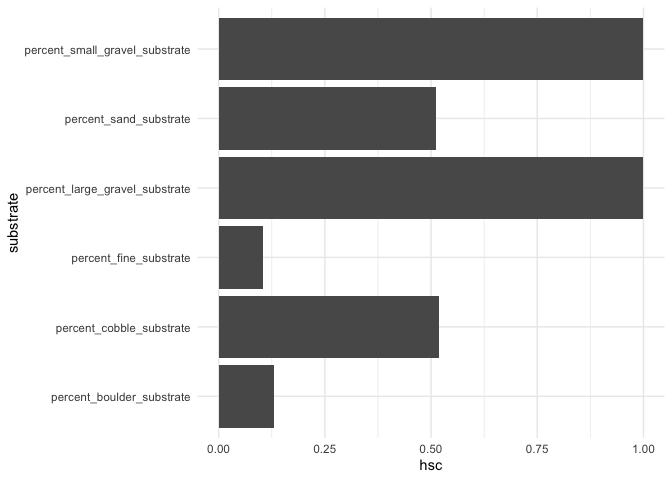 percent_small_gravel_substrate
percent_sand_substrate
percent_large_gravel_substrate
percent_fine_substrate
percent_cobble_substrate
percent_boulder_substrate
substrate
0.00 0.25 0.50 0.75 1.00
hsc